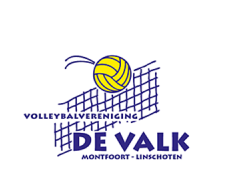 VOLLEYBALVERENIGING
DE VALK
MONTFOORT - LINSCHOTEN